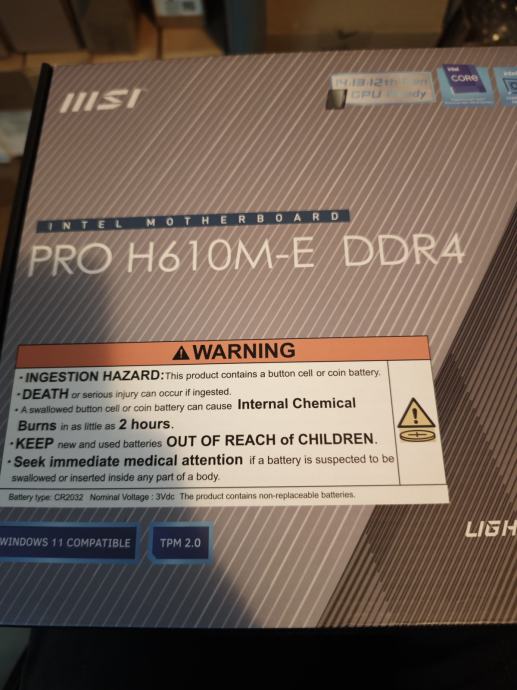 msi
14.13.12th Gen
CPU Ready
intel
CORE
INTEL MOTHERBOARD
PRO H610M-E DDR4
WARNING
· INGESTION HAZARD: This product contains a button cell or coin battery.
· DEATH or serious injury can occur if ingested.
· A swallowed button cell or coin battery can cause Internal Chemical
Burns in as little as 2 hours.
· KEEP new and used batteries OUT OF REACH of CHILDREN.
· Seek immediate medical attention if a battery is suspected to be
swallowed or inserted inside any part of a body.
Battery type: CR2032 Nominal Voltage : 3Vdc The product contains non-replaceable batteries.
WINDOWS 11 COMPATIBLE
TPM 2.0
LIGH